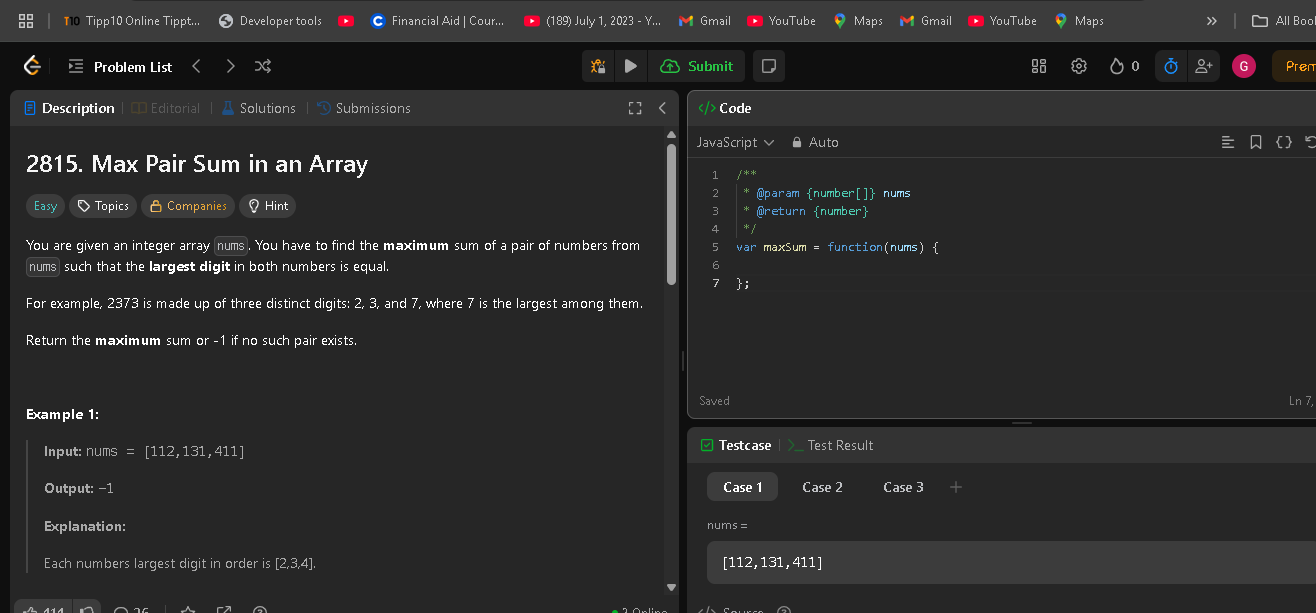 T10 Tipp10 Online Tippt... Developer tools Financial Aid | Cour... (189) July 1, 2023 - Y... Gmail YouTube Maps Gmail YouTube Maps » All Bool
Problem List Submit 0 G Prem
Description Editorial Solutions Submissions
2815. Max Pair Sum in an Array
Easy Topics Companies Hint
You are given an integer array nums. You have to find the maximum sum of a pair of numbers from
nums such that the largest digit in both numbers is equal.
For example, 2373 is made up of three distinct digits: 2, 3, and 7, where 7 is the largest among them.
Return the maximum sum or -1 if no such pair exists.
Example 1:
Input: nums = [112,131,411]
Output: -1
Explanation:
Each numbers largest digit in order is [2,3,4].
414 26 2 Online
</> Code
JavaScript Auto
1 /**
2 * @param {number[]} nums
3 * @return {number}
4 */
5 var maxSum = function(nums) {
6
7 };
Saved Ln 7,
Testcase Test Result
Case 1 Case 2 Case 3 +
nums =
[112,131,411]
</> Source